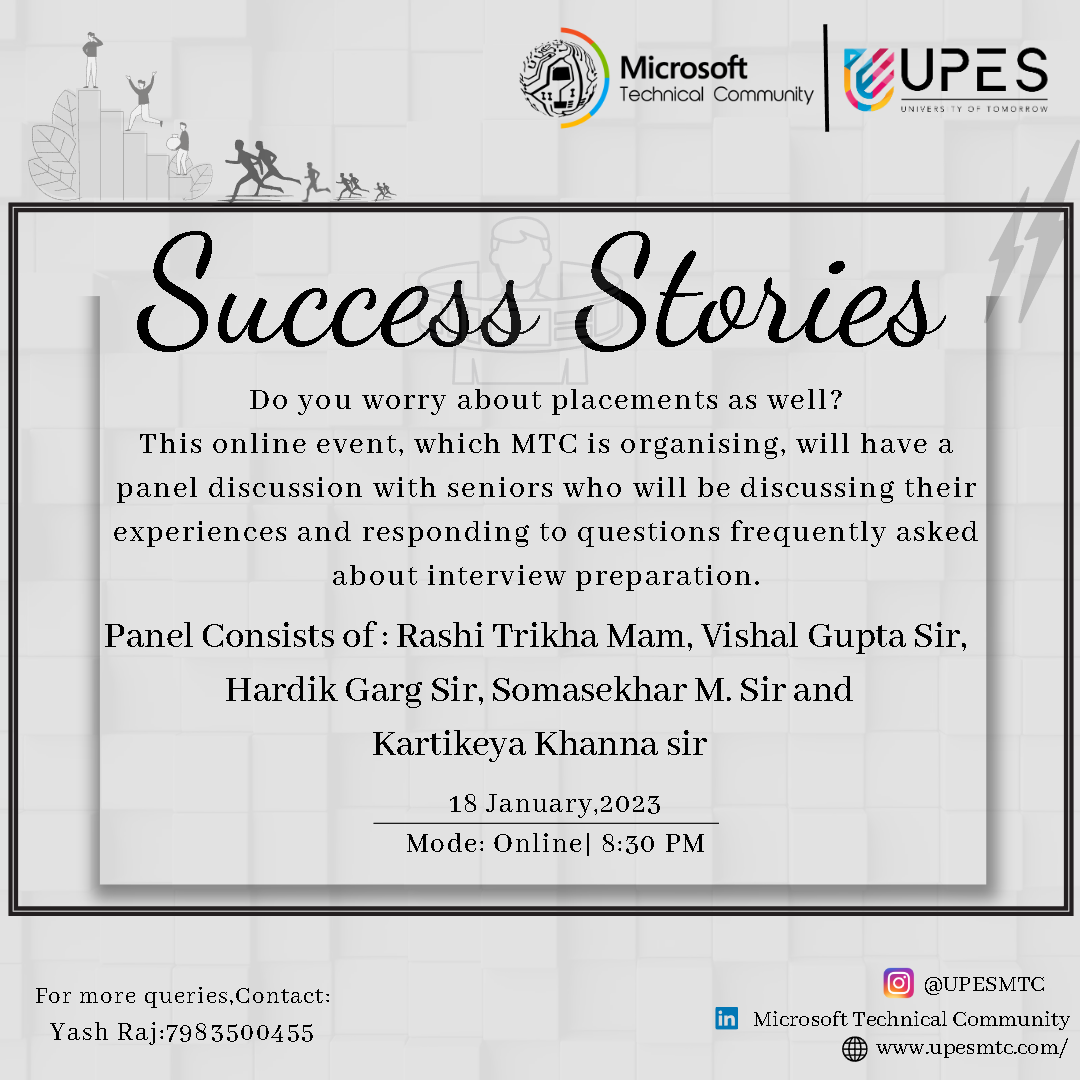 Microsoft
Technical Community
UPES
UNIVERSITY OF TOMORROW
Success Stories
Do you worry about placements as well?
This online event, which MTC is organising, will have a
panel discussion with seniors who will be discussing their
experiences and responding to questions frequently asked
about interview preparation.
Panel Consists of : Rashi Trikha Mam, Vishal Gupta Sir,
Hardik Garg Sir, Somasekhar M. Sir and
Kartikeya Khanna sir
18 January,2023
Mode: Online| 8:30 PM
For more queries,Contact:
Yash Raj:7983500455
@UPESMTC
in Microsoft Technical Community
www.upesmtc.com/